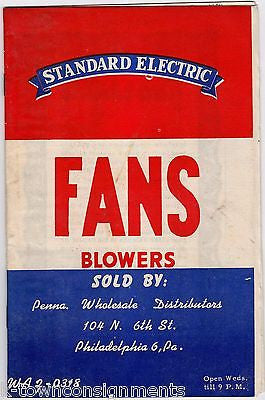 STANDARD ELECTRIC
FANS
BLOWERS
SOLD BY:
Penna. Wholesale Distributors
104 N. 6th St.
Philadelphia 6, Pa.
WA 2-0318
Open Weds.
till 9 P.M.
k-townconsignments